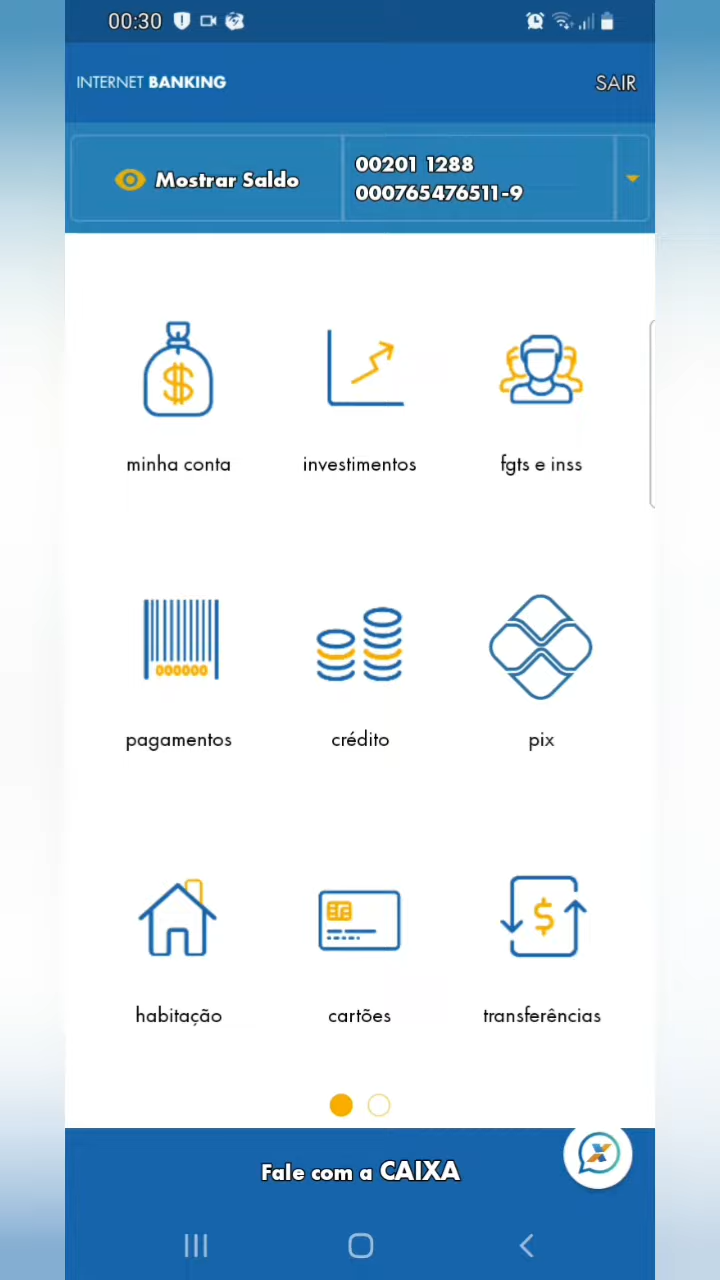 00:30
INTERNET BANKING
SAIR
Mostrar Saldo
00201 1288
000765476511-9
minha conta
investimentos
fgts e inss
000000
pagamentos
crédito
pix
habitação
cartões
transferências
Fale com a CAIXA